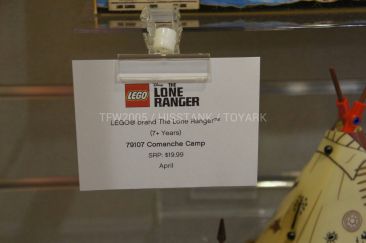 LEGO
Disney THE
LONE
RANGER
TFW2005 / HISSTANK / TOYARK
LEGO® brand The Lone Ranger™
(7+ Years)
79107 Comanche Camp
SRP: $19.99
April